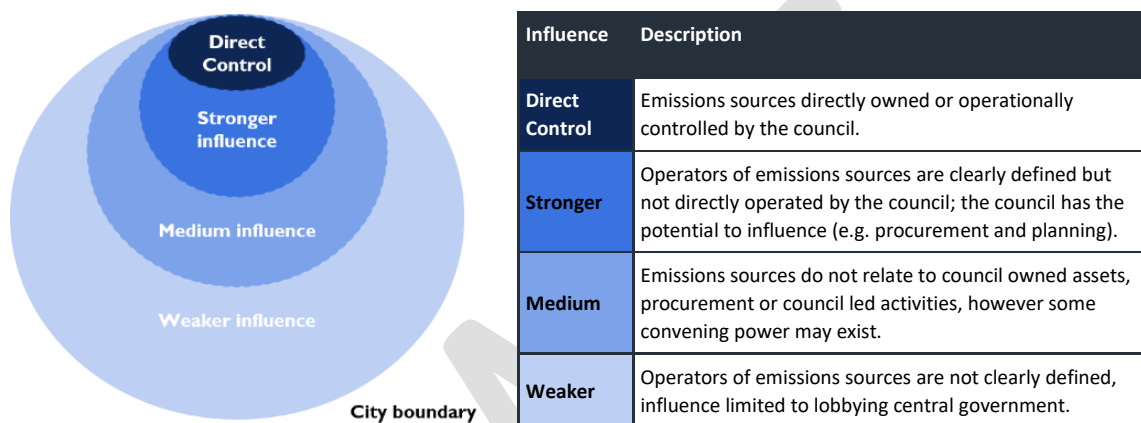 Direct
Control
Stronger
influence
Medium influence
Weaker influence
City boundary
Influence Description
Direct
Control
Emissions sources directly owned or operationally
controlled by the council.
Stronger
Operators of emissions sources are clearly defined but
not directly operated by the council; the council has the
potential to influence (e.g. procurement and planning).
Medium
Emissions sources do not relate to council owned assets,
procurement or council led activities, however some
convening power may exist.
Weaker
Operators of emissions sources are not clearly defined,
influence limited to lobbying central government.